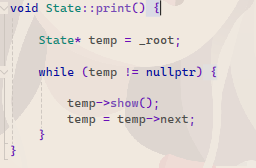 void State::print() {
State* temp = _root;
while (temp != nullptr) {
temp->show();
temp = temp->next;
}
}